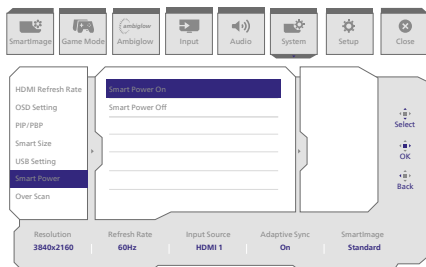 SmartImage
Game Mode
ambiglow
Ambiglow
Input
Audio
System
Setup
Close
HDMI Refresh Rate
OSD Setting
PIP/PBP
Smart Size
USB Setting
Smart Power
Over Scan
Smart Power On
Smart Power Off
Select
OK
Back
Resolution
Refresh Rate
Input Source
Adaptive Sync
SmartImage
3840x2160
60Hz
HDMI 1
On
Standard